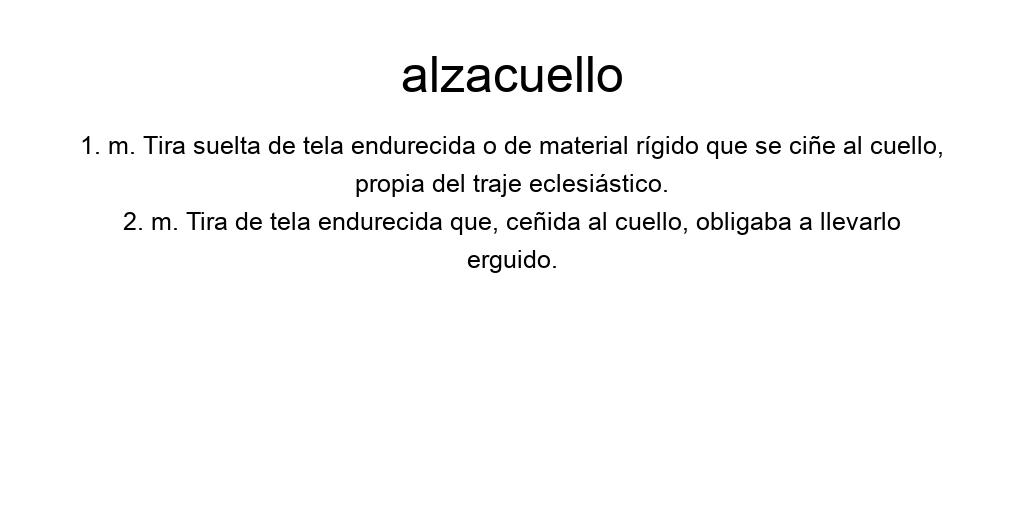 alzacuello
1. m. Tira suelta de tela endurecida o de material rígido que se ciñe al cuello,
propia del traje eclesiástico.
2. m. Tira de tela endurecida que, ceñida al cuello, obligaba a llevarlo
erguido.